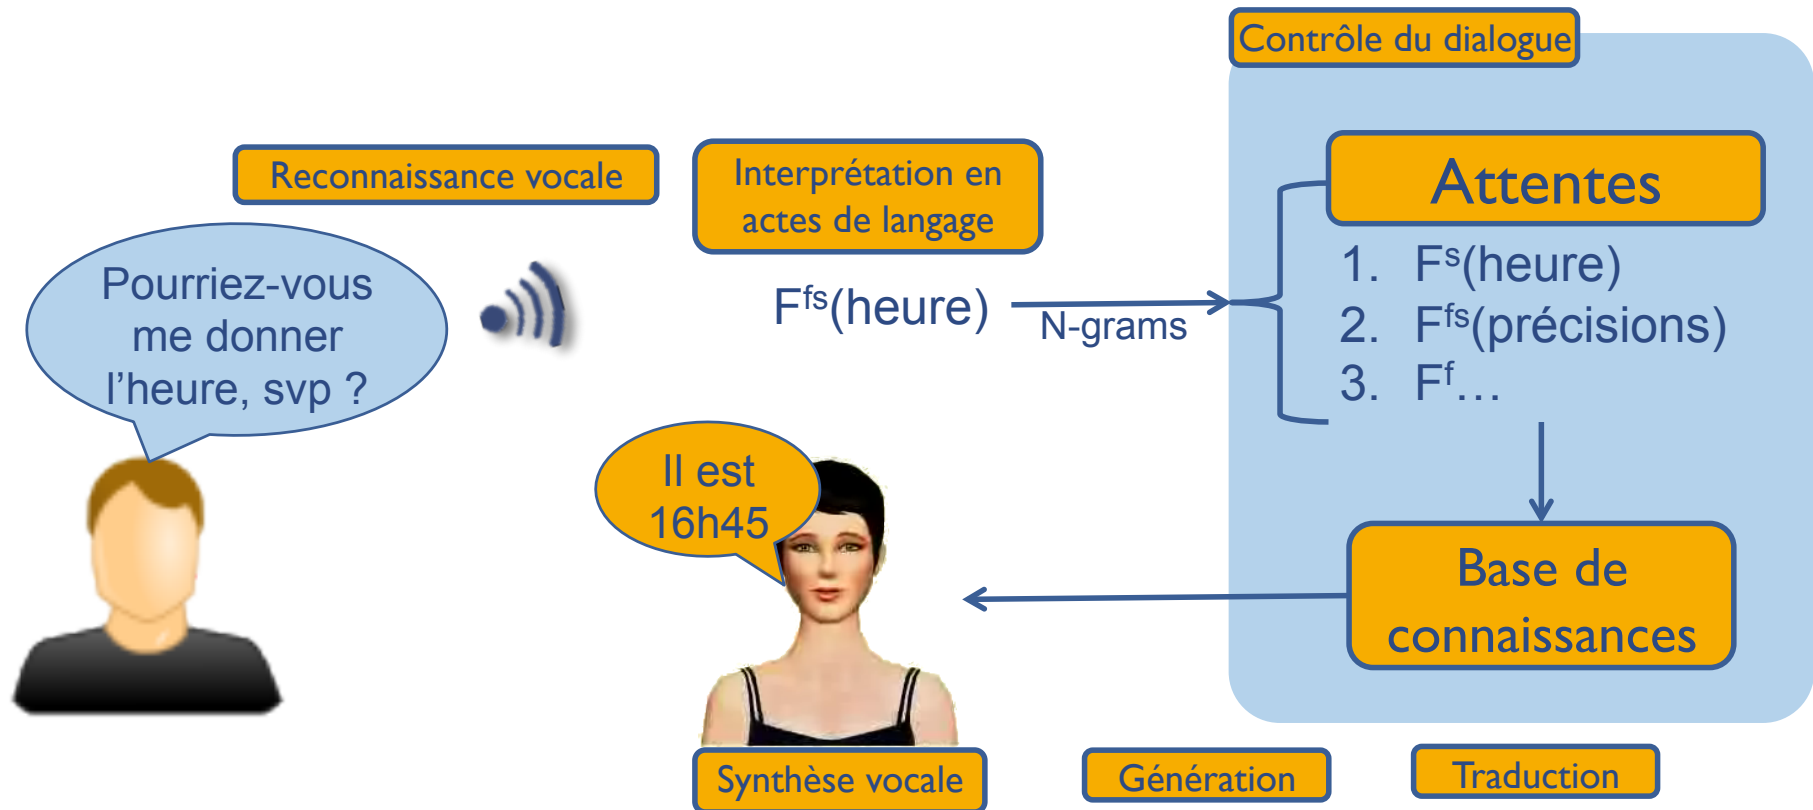 Contrôle du dialogue
Reconnaissance vocale
Interprétation en
actes de langage
Attentes
Pourriez-vous
me donner
l'heure, svp ?
Fᶠˢ(heure)
N-grams
1. Fˢ(heure)
2. Fᶠˢ(précisions)
3. Fᶠ…
Il est
16h45
Base de
connaissances
Synthèse vocale
Génération
Traduction